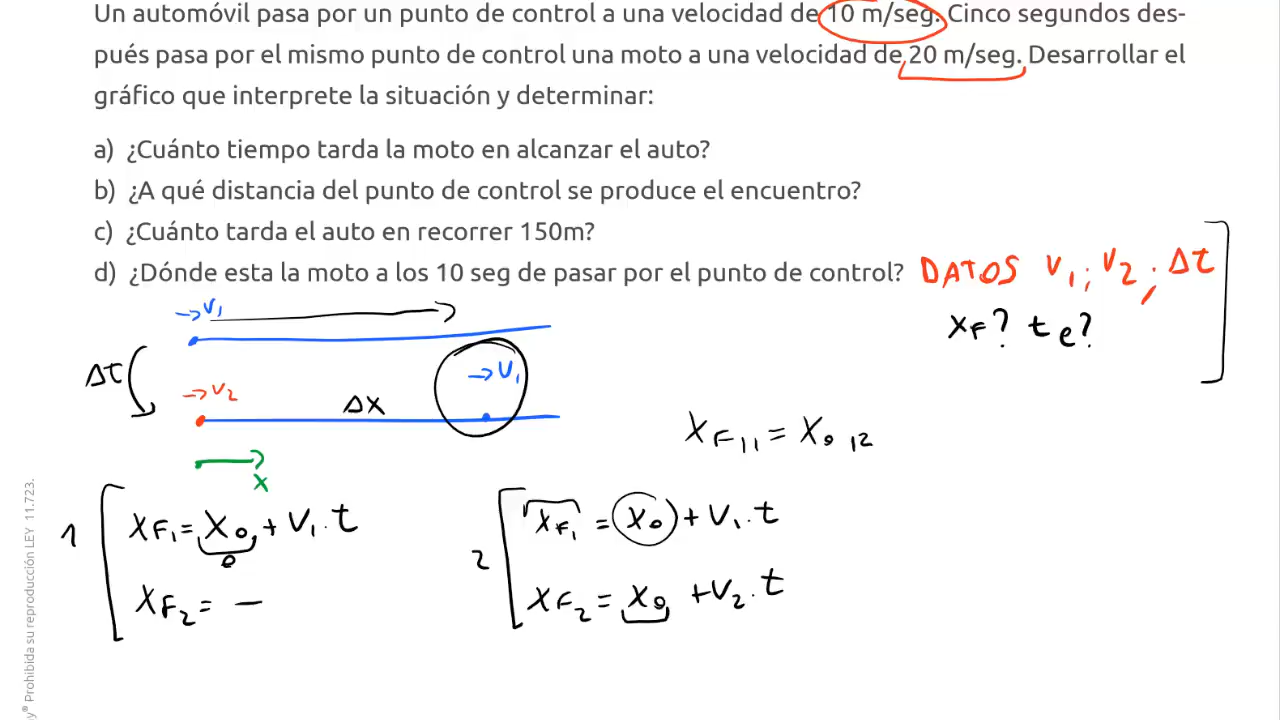 Un automóvil pasa por un punto de control a una velocidad de 10 m/seg. Cinco segundos des-
pués pasa por el mismo punto de control una moto a una velocidad de 20 m/seg. Desarrollar el
gráfico que interprete la situación y determinar:
a) ¿Cuánto tiempo tarda la moto en alcanzar el auto?
b) ¿A qué distancia del punto de control se produce el encuentro?
c) ¿Cuánto tarda el auto en recorrer 150m?
d) ¿Dónde esta la moto a los 10 seg de pasar por el punto de control?
DATOS V1; V2; Δt
XF? te?
→V1
Δt
→V2
ΔX
→V1
X
XF11 = X0 12
1
XF1 = X0 + V1 . t
0
XF2 = —
2
XF1 = X0 + V1 . t
XF2 = X0 + V2 . t
® Prohibida su reproducción LEY 11.723.